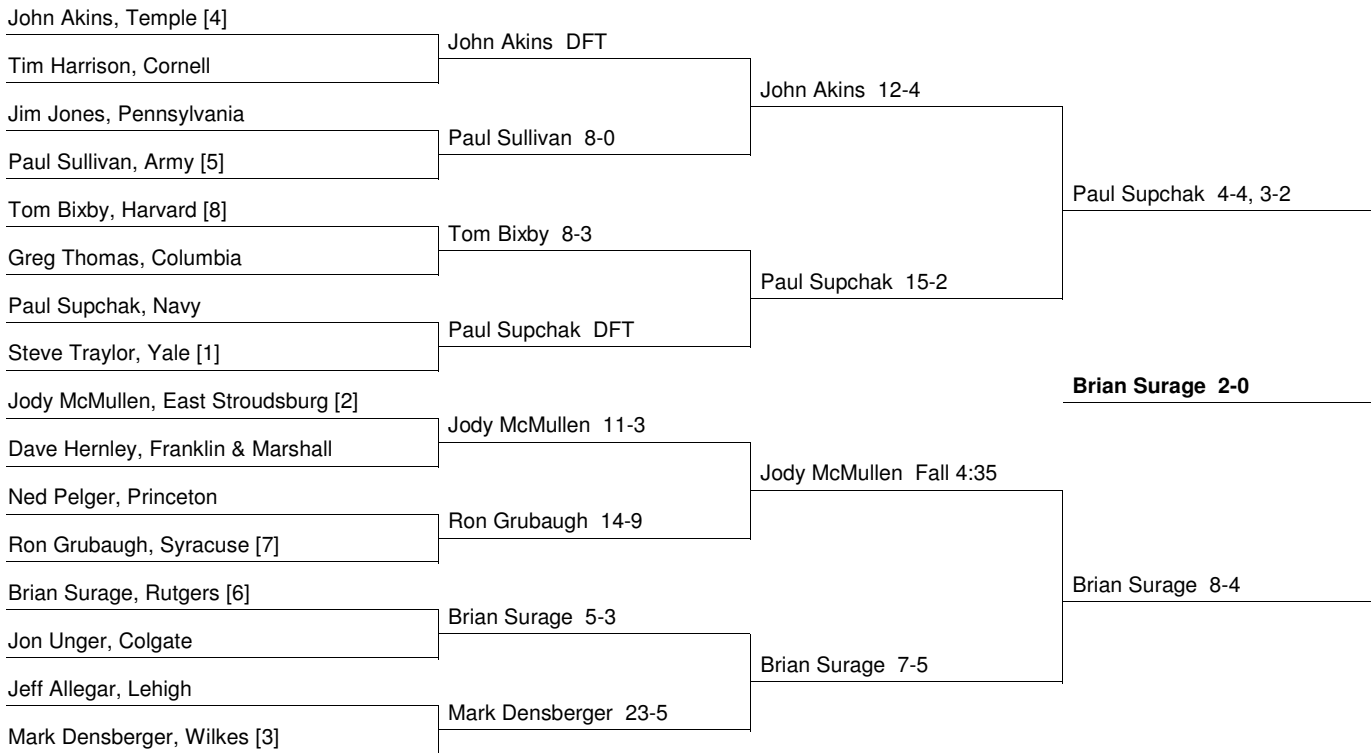 John Akins, Temple [4]
John Akins DFT
Tim Harrison, Cornell
John Akins 12-4
Jim Jones, Pennsylvania
Paul Sullivan 8-0
Paul Sullivan, Army [5]
Paul Supchak 4-4, 3-2
Tom Bixby, Harvard [8]
Tom Bixby 8-3
Greg Thomas, Columbia
Paul Supchak 15-2
Paul Supchak, Navy
Paul Supchak DFT
Steve Traylor, Yale [1]
Brian Surage 2-0
Jody McMullen, East Stroudsburg [2]
Jody McMullen 11-3
Dave Hernley, Franklin & Marshall
Jody McMullen Fall 4:35
Ned Pelger, Princeton
Ron Grubaugh 14-9
Ron Grubaugh, Syracuse [7]
Brian Surage 8-4
Brian Surage, Rutgers [6]
Brian Surage 5-3
Jon Unger, Colgate
Brian Surage 7-5
Jeff Allegar, Lehigh
Mark Densberger 23-5
Mark Densberger, Wilkes [3]